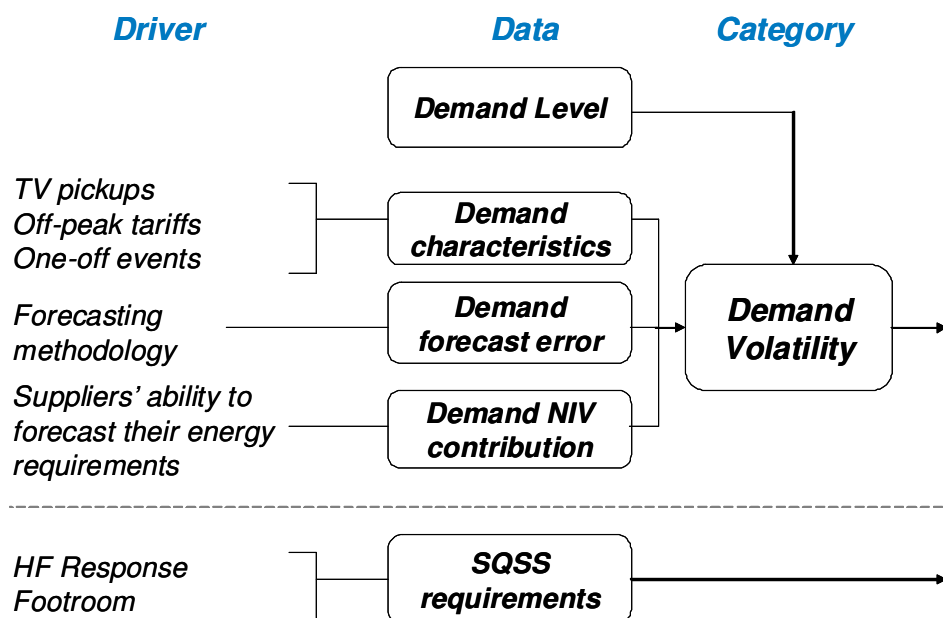 Driver Data Category
Demand Level
TV pickups
Off-peak tariffs
One-off events
Demand
characteristics
Forecasting
methodology
Demand
forecast error
Demand
Volatility
Suppliers' ability to
forecast their energy
requirements
Demand NIV
contribution
HF Response
Footroom
SQSS
requirements